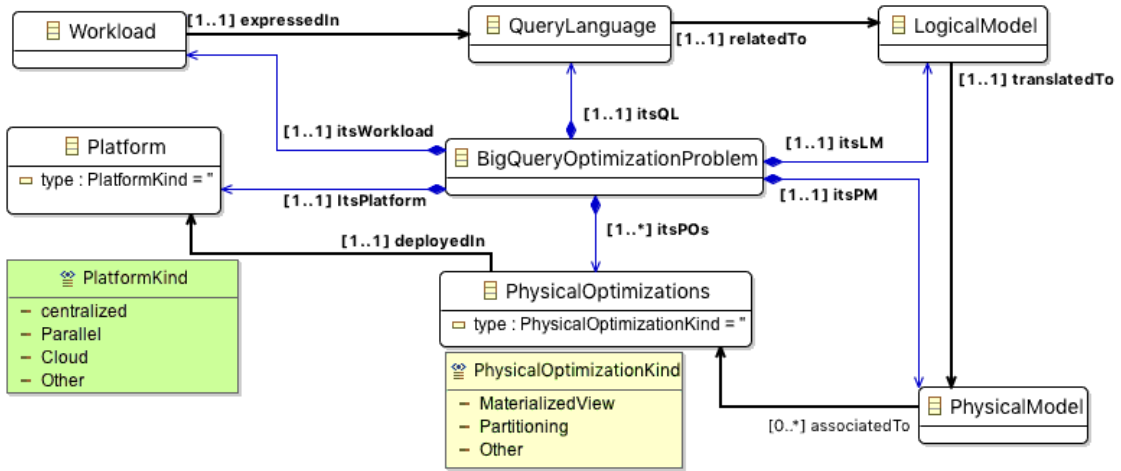 Workload
[1..1] expressedIn
QueryLanguage
[1..1] relatedTo
LogicalModel
[1..1] translatedTo
[1..1] itsQL
[1..1] itsWorkload
Platform
type : PlatformKind = ''
BigQueryOptimizationProblem
[1..1] itsLM
[1..1] ItsPlatform
[1..1] itsPM
[1..*] itsPOs
[1..1] deployedIn
PlatformKind
centralized
Parallel
Cloud
Other
PhysicalOptimizations
type : PhysicalOptimizationKind = ''
PhysicalOptimizationKind
MaterializedView
Partitioning
Other
PhysicalModel
[0..*] associatedTo